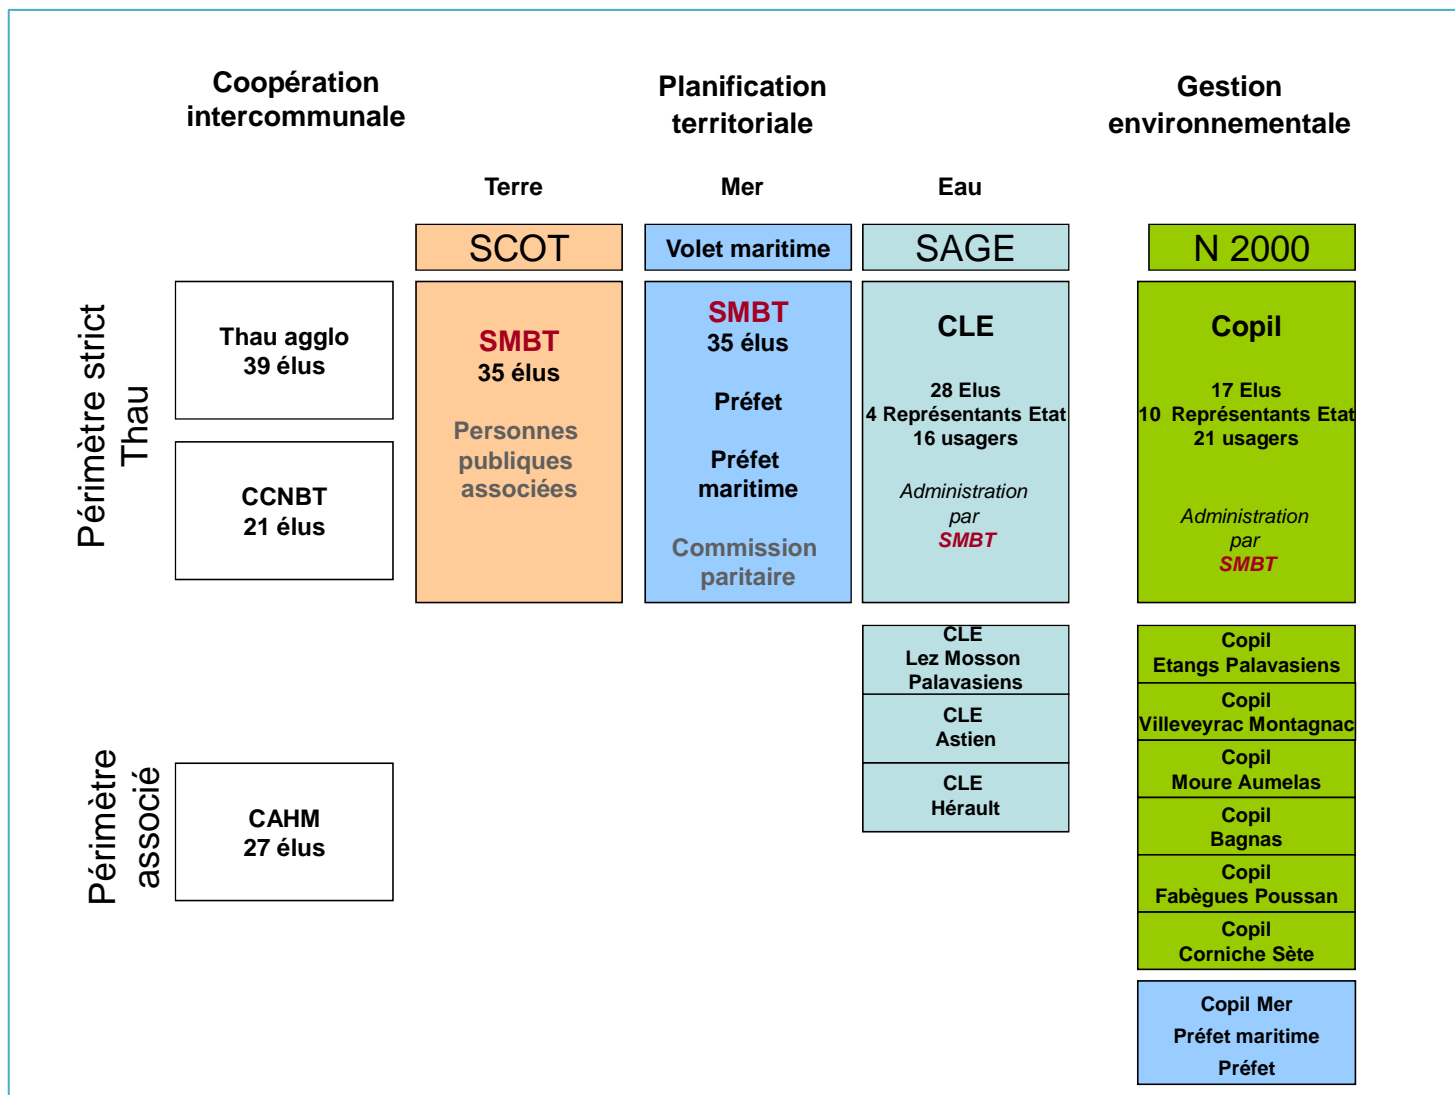 Coopération
intercommunale
Planification
territoriale
Gestion
environnementale
Terre
Mer
Eau
SCOT
Volet maritime
SAGE
N 2000
Périmètre strict
Thau
Thau agglo
39 élus
CCNBT
21 élus
SMBT
35 élus
Personnes
publiques
associées
SMBT
35 élus
Préfet
Préfet
maritime
Commission
paritaire
CLE
28 Elus
4 Représentants Etat
16 usagers
Administration
par
SMBT
Copil
17 Elus
10 Représentants Etat
21 usagers
Administration
par
SMBT
Périmètre
associé
CAHM
27 élus
CLE
Lez Mosson
Palavasiens
CLE
Astien
CLE
Hérault
Copil
Etangs Palavasiens
Copil
Villeveyrac Montagnac
Copil
Moure Aumelas
Copil
Bagnas
Copil
Fabègues Poussan
Copil
Corniche Sète
Copil Mer
Préfet maritime
Préfet